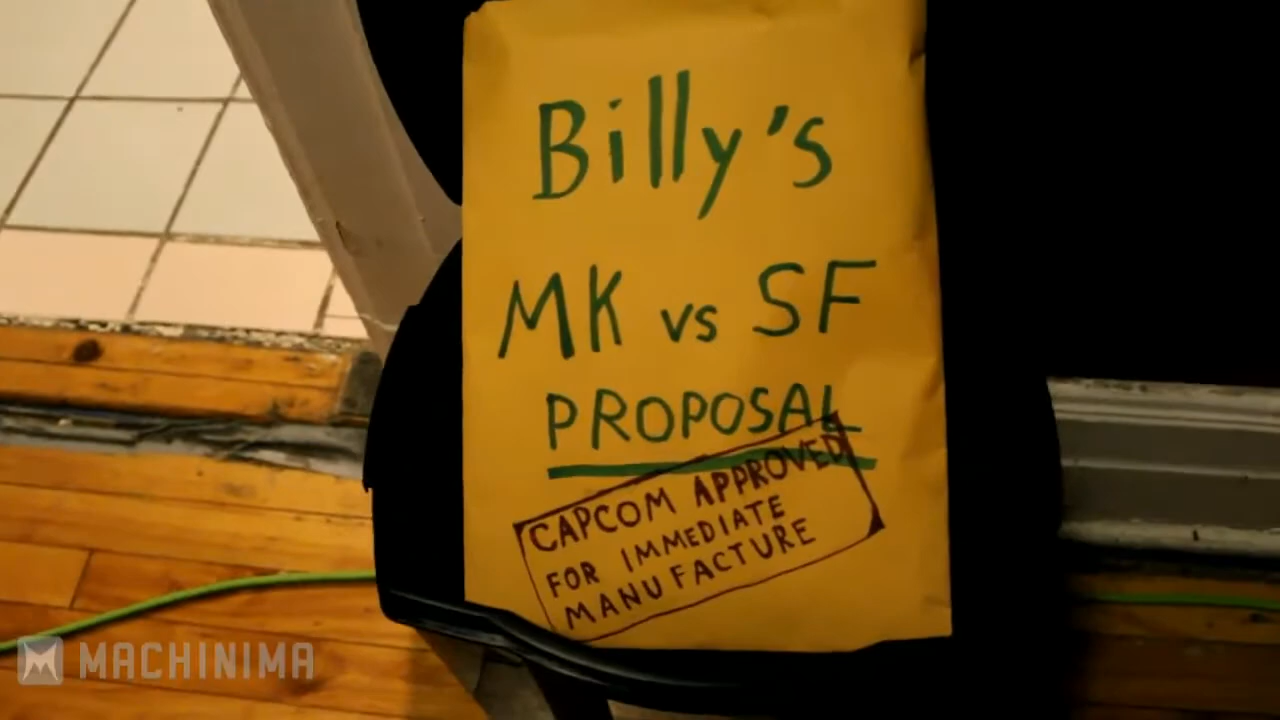 Billy's
MK vs SF
PROPOSAL
CAPCOM APPROVED
FOR IMMEDIATE
MANUFACTURE
MACHINIMA